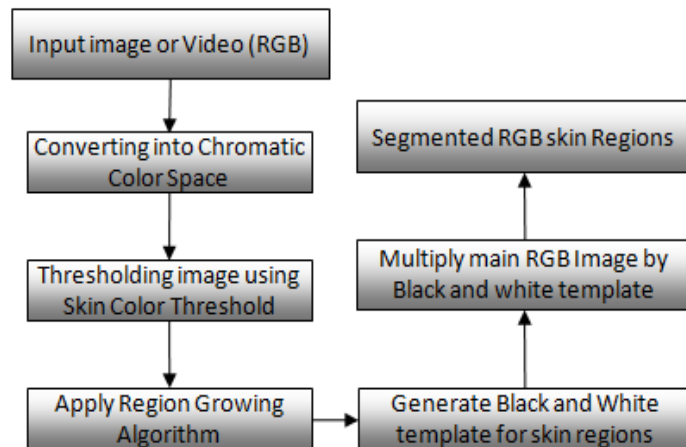 Input image or Video (RGB)
Converting into Chromatic
Color Space
Thresholding image using
Skin Color Threshold
Apply Region Growing
Algorithm
Generate Black and White
template for skin regions
Multiply main RGB Image by
Black and white template
Segmented RGB skin Regions